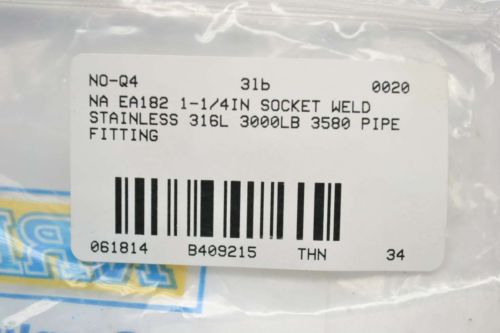 NO-Q4 31b 0020
NA EA182 1-1/4IN SOCKET WELD
STAINLESS 316L 3000LB 3580 PIPE
FITTING
061814 B409215 THN 34